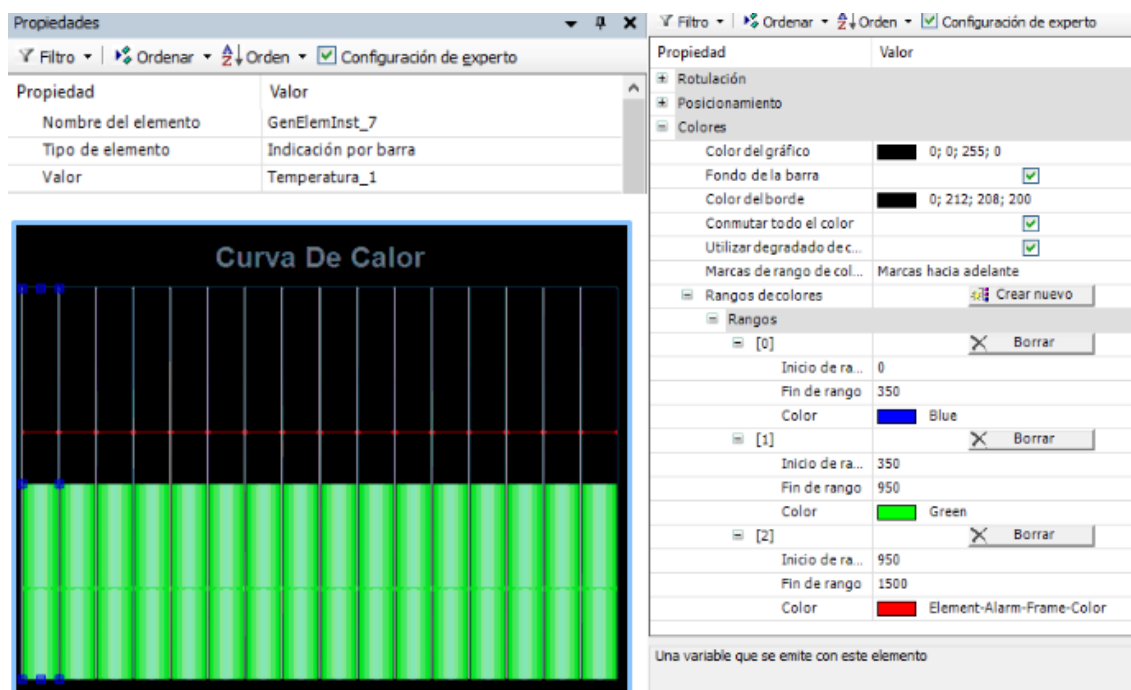 Propiedades
Filtro Ordenar Orden Configuración de experto
Propiedad Valor
Nombre del elemento GenElemInst_7
Tipo de elemento Indicación por barra
Valor Temperatura_1
Curva De Calor
Filtro Ordenar Orden Configuración de experto
Propiedad Valor
Rotulación
Posicionamiento
Colores
Color del gráfico 0; 0; 255; 0
Fondo de la barra
Color del borde 0; 212; 208; 200
Conmutar todo el color
Utilizar degradado de c...
Marcas de rango de col... Marcas hacia adelante
Rangos de colores Crear nuevo
Rangos
[0] Borrar
Inicio de ra... 0
Fin de rango 350
Color Blue
[1] Borrar
Inicio de ra... 350
Fin de rango 950
Color Green
[2] Borrar
Inicio de ra... 950
Fin de rango 1500
Color Element-Alarm-Frame-Color
Una variable que se emite con este elemento